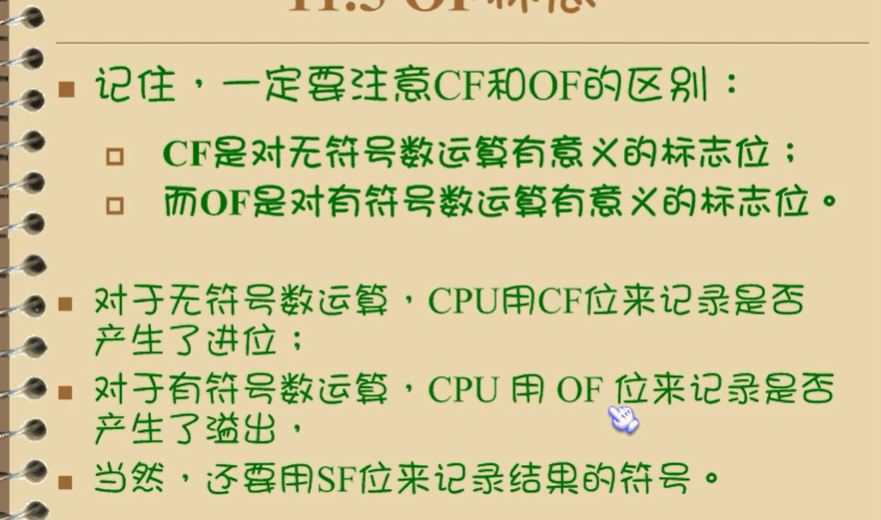 11.5 OF标志
记住，一定要注意CF和OF的区别：
CF是对无符号数运算有意义的标志位；
而OF是对有符号数运算有意义的标志位。
对于无符号数运算，CPU用CF位来记录是否
产生了进位；
对于有符号数运算，CPU 用 OF 位来记录是否
产生了溢出，
当然，还要用SF位来记录结果的符号。